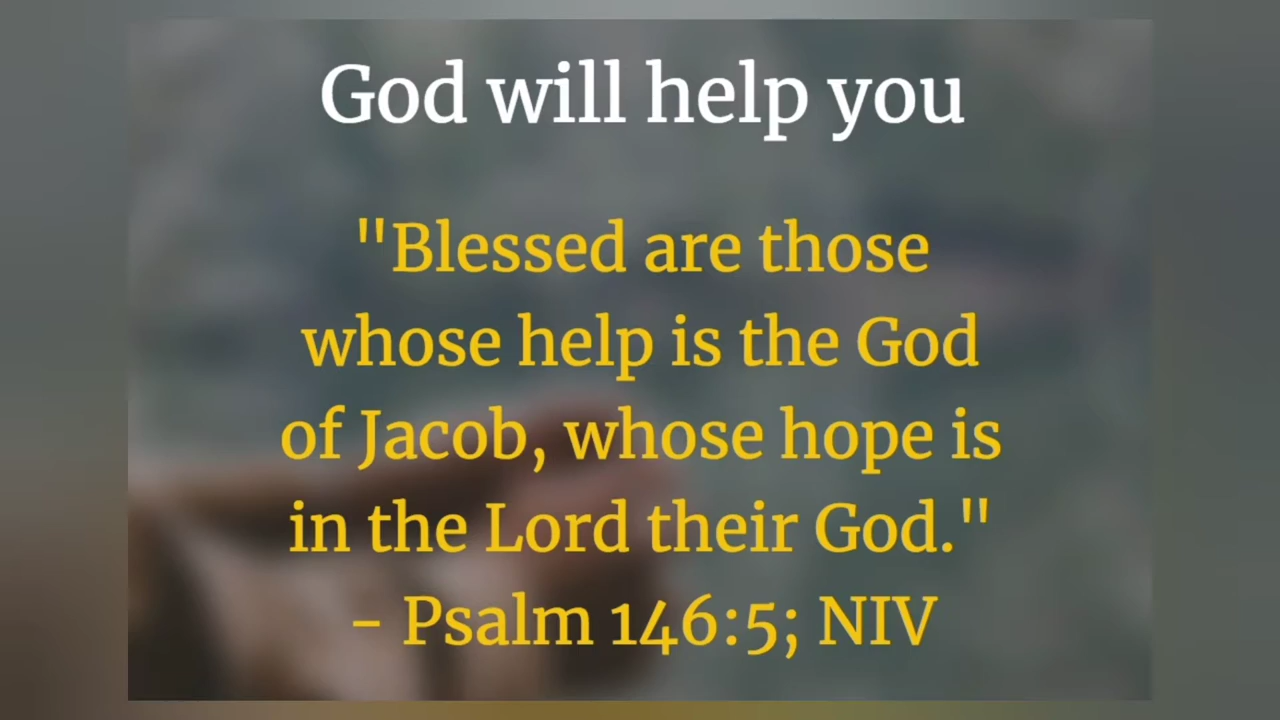 God will help you
"Blessed are those
whose help is the God
of Jacob, whose hope is
in the Lord their God."
- Psalm 146:5; NIV